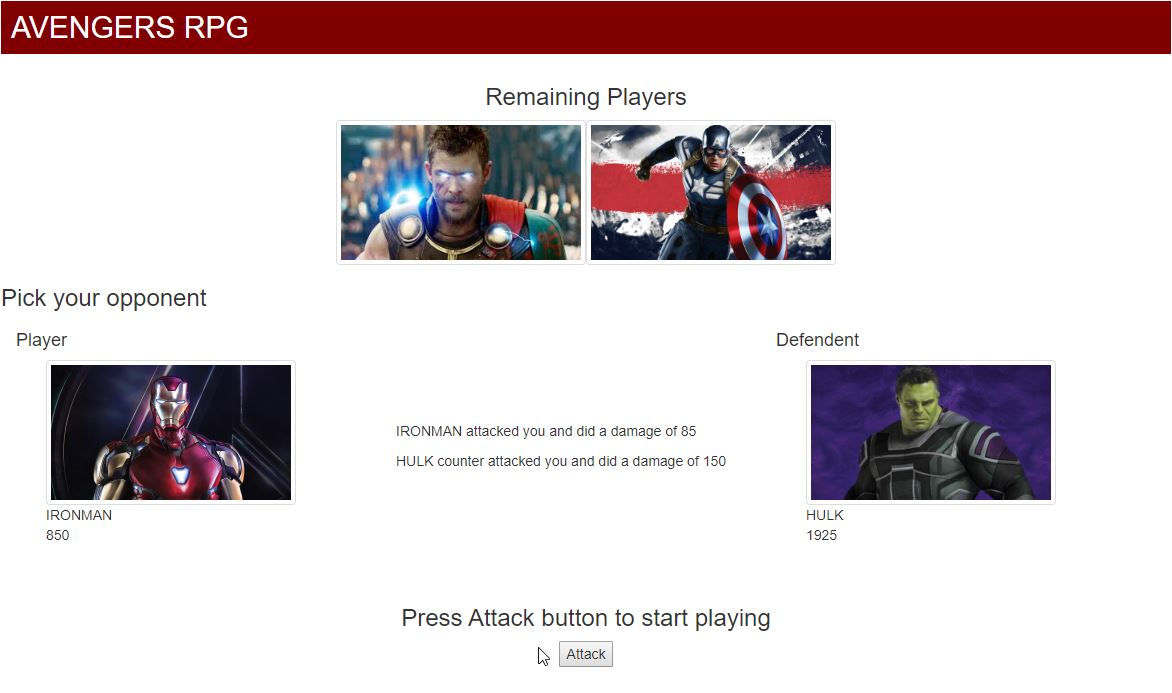 AVENGERS RPG
Remaining Players
Pick your opponent
Player
Defendent
IRONMAN attacked you and did a damage of 85
HULK counter attacked you and did a damage of 150
IRONMAN
850
HULK
1925
Press Attack button to start playing
Attack